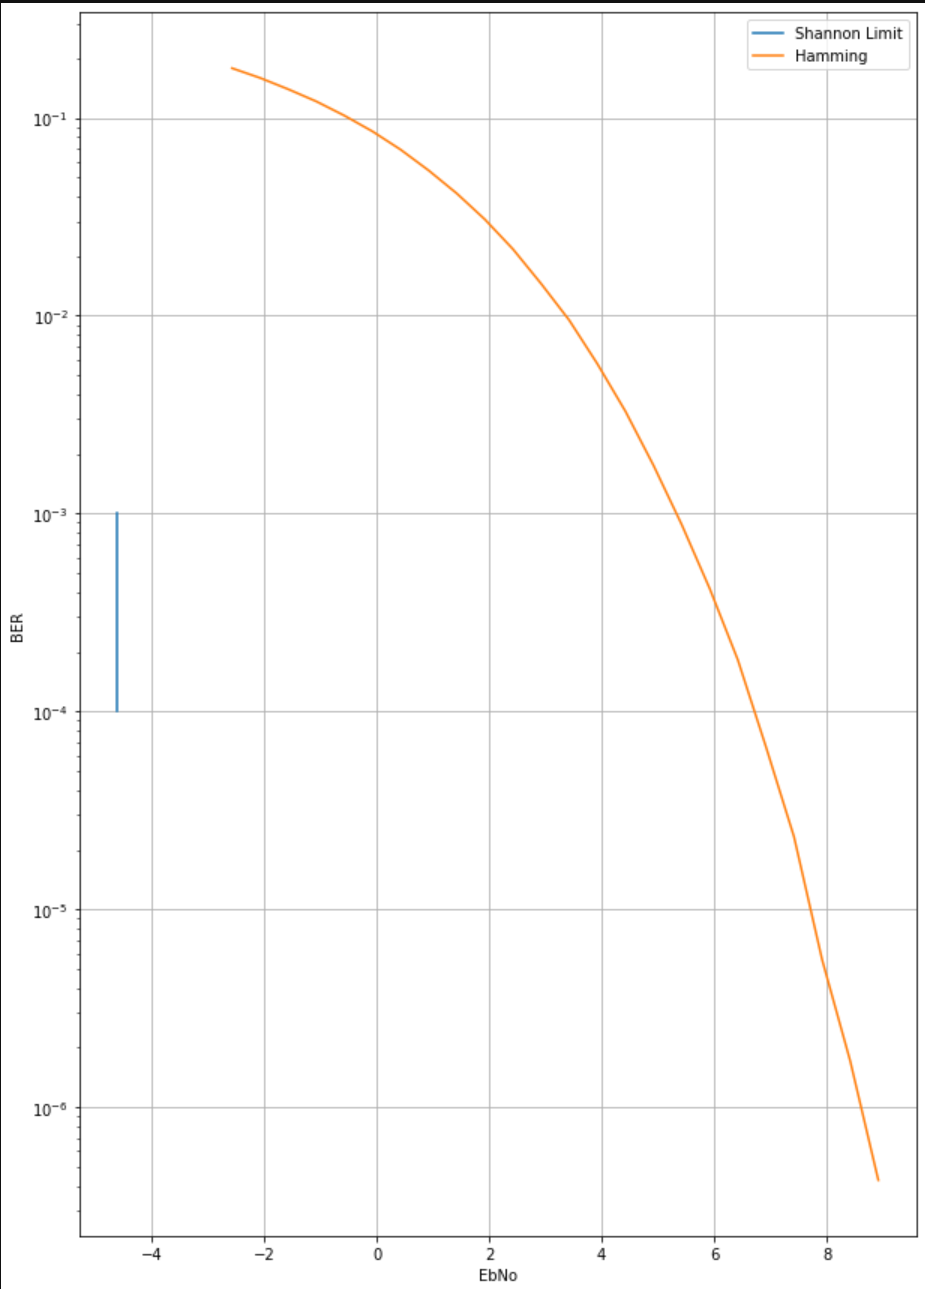 Shannon Limit
Hamming
10⁻¹
10⁻²
10⁻³
10⁻⁴
10⁻⁵
10⁻⁶
BER
−4 −2 0 2 4 6 8
EbNo